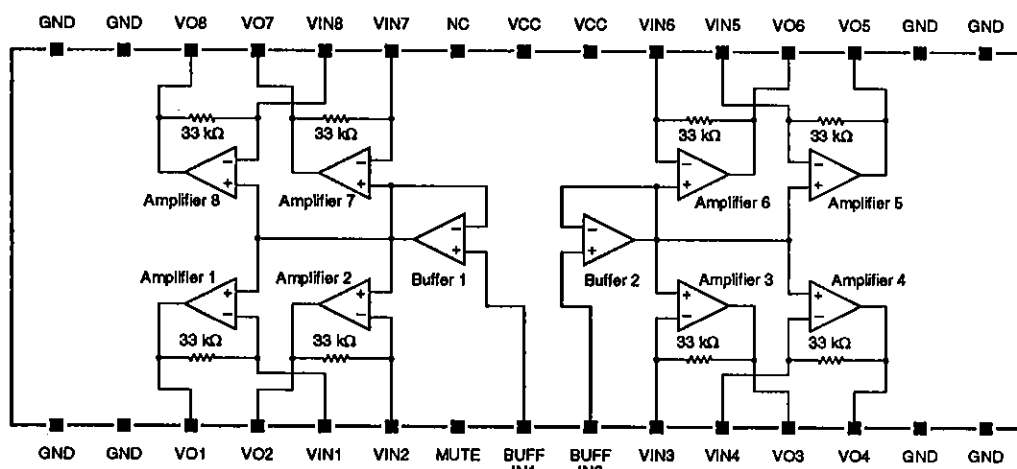 GND GND VO8 VO7 VIN8 VIN7 NC VCC VCC VIN6 VIN5 VO6 VO5 GND GND
33 kΩ 33 kΩ 33 kΩ 33 kΩ
− − − −
+ + + +
Amplifier 8 Amplifier 7 Amplifier 6 Amplifier 5
− −
+ +
Amplifier 1 Amplifier 2 Buffer 1 Buffer 2 Amplifier 3 Amplifier 4
+ + + +
− − − −
33 kΩ 33 kΩ 33 kΩ 33 kΩ
GND GND VO1 VO2 VIN1 VIN2 MUTE BUFF BUFF VIN3 VIN4 VO3 VO4 GND GND